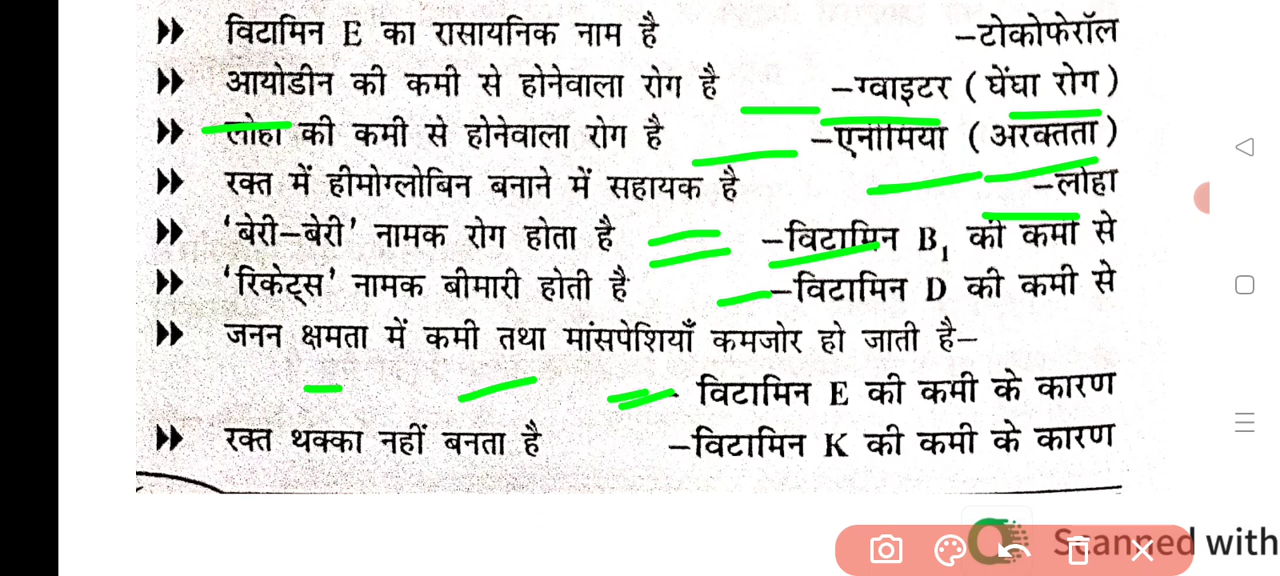 विटामिन E का रासायनिक नाम है –टोकोफेरॉल
आयोडीन की कमी से होनेवाला रोग है –ग्वाइटर ( घेंघा रोग )
लोहा की कमी से होनेवाला रोग है –एनीमिया ( अरक्तता )
रक्त में हीमोग्लोबिन बनाने में सहायक है –लोहा
‘बेरी–बेरी’ नामक रोग होता है –विटामिन B₁ की कमी से
‘रिकेट्स’ नामक बीमारी होती है –विटामिन D की कमी से
जनन क्षमता में कमी तथा मांसपेशियाँ कमजोर हो जाती है–
विटामिन E की कमी के कारण
रक्त थक्का नहीं बनता है –विटामिन K की कमी के कारण
Scanned with